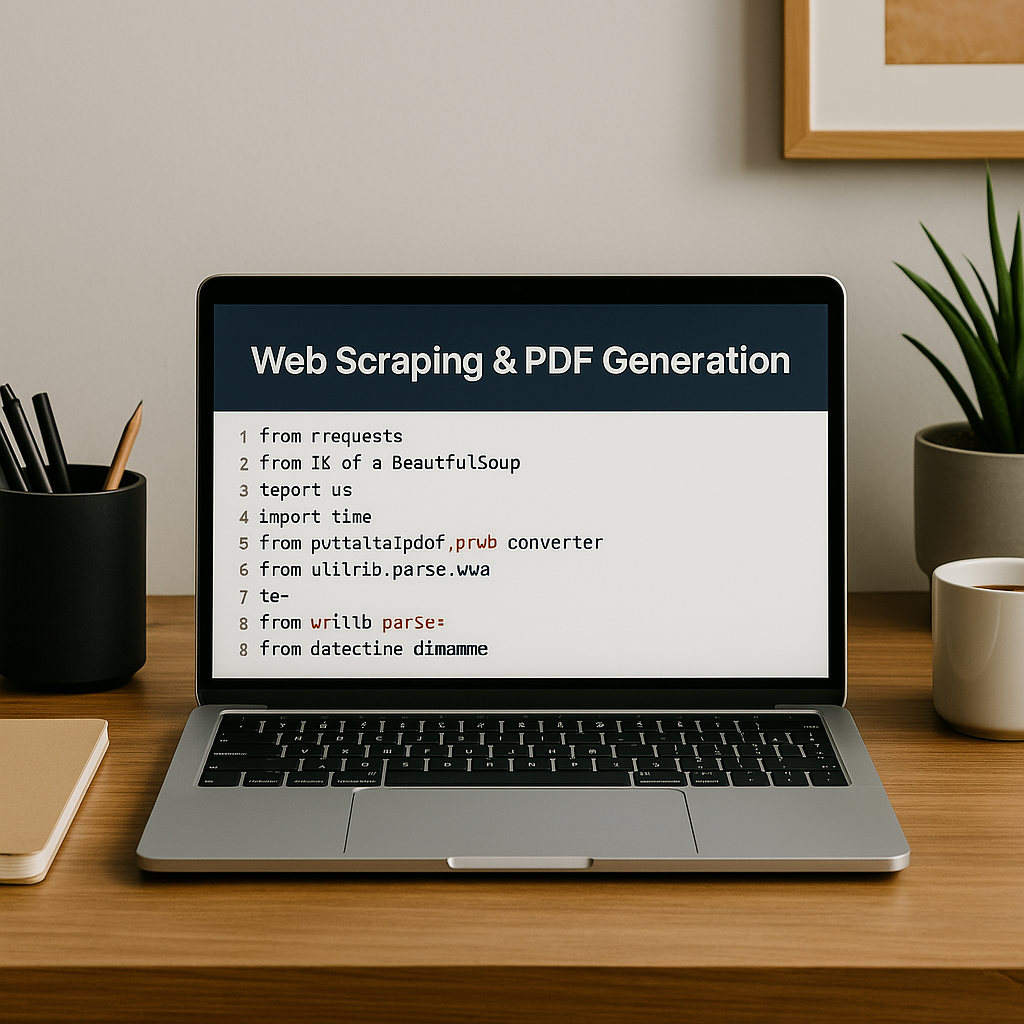 Web Scraping & PDF Generation
1 from rrequests
2 from IK of a BeautfulSoup
3 teport us
4 import time
5 from pvttaltaIpdof,prwb converter
6 from ulilrib.parse.wwa
7 te-
8 from wrillb parSe=
8 from datectine dimamme